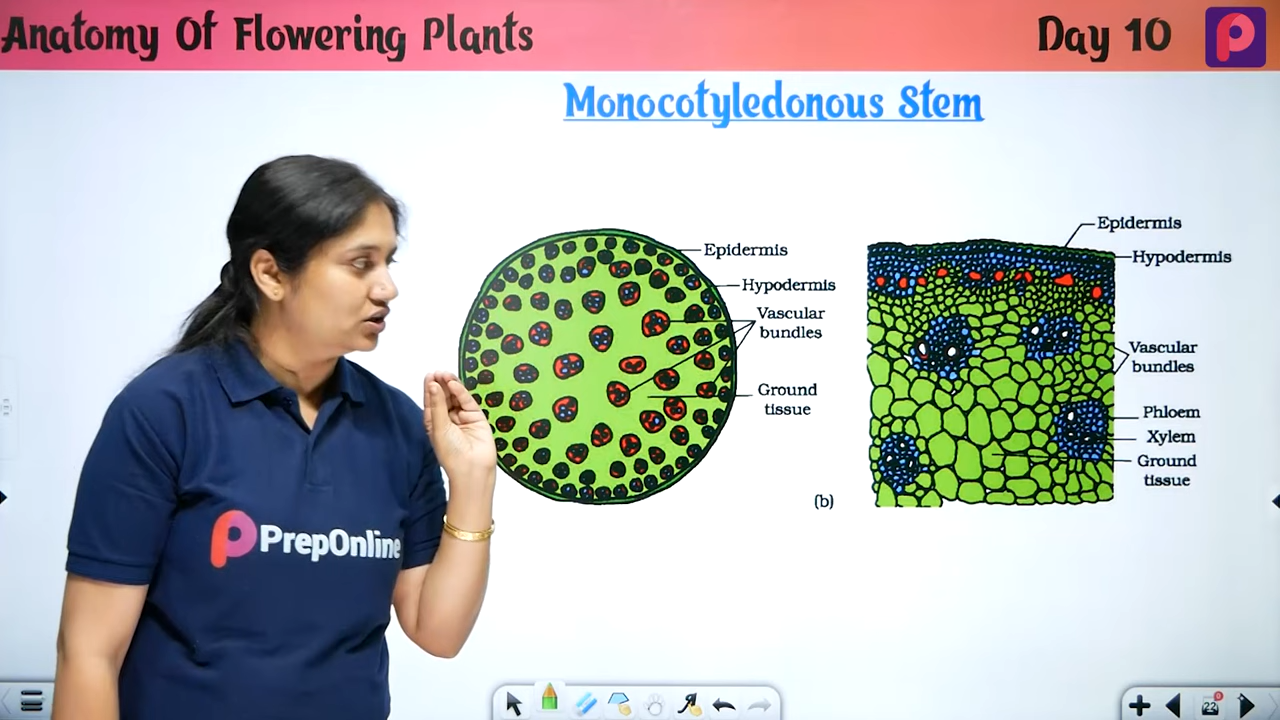 Anatomy Of Flowering Plants
Day 10
Monocotyledonous Stem
Epidermis
Hypodermis
Vascular
bundles
Ground
tissue
(b)
Epidermis
Hypodermis
Vascular
bundles
Phloem
Xylem
Ground
tissue
PrepOnline
22